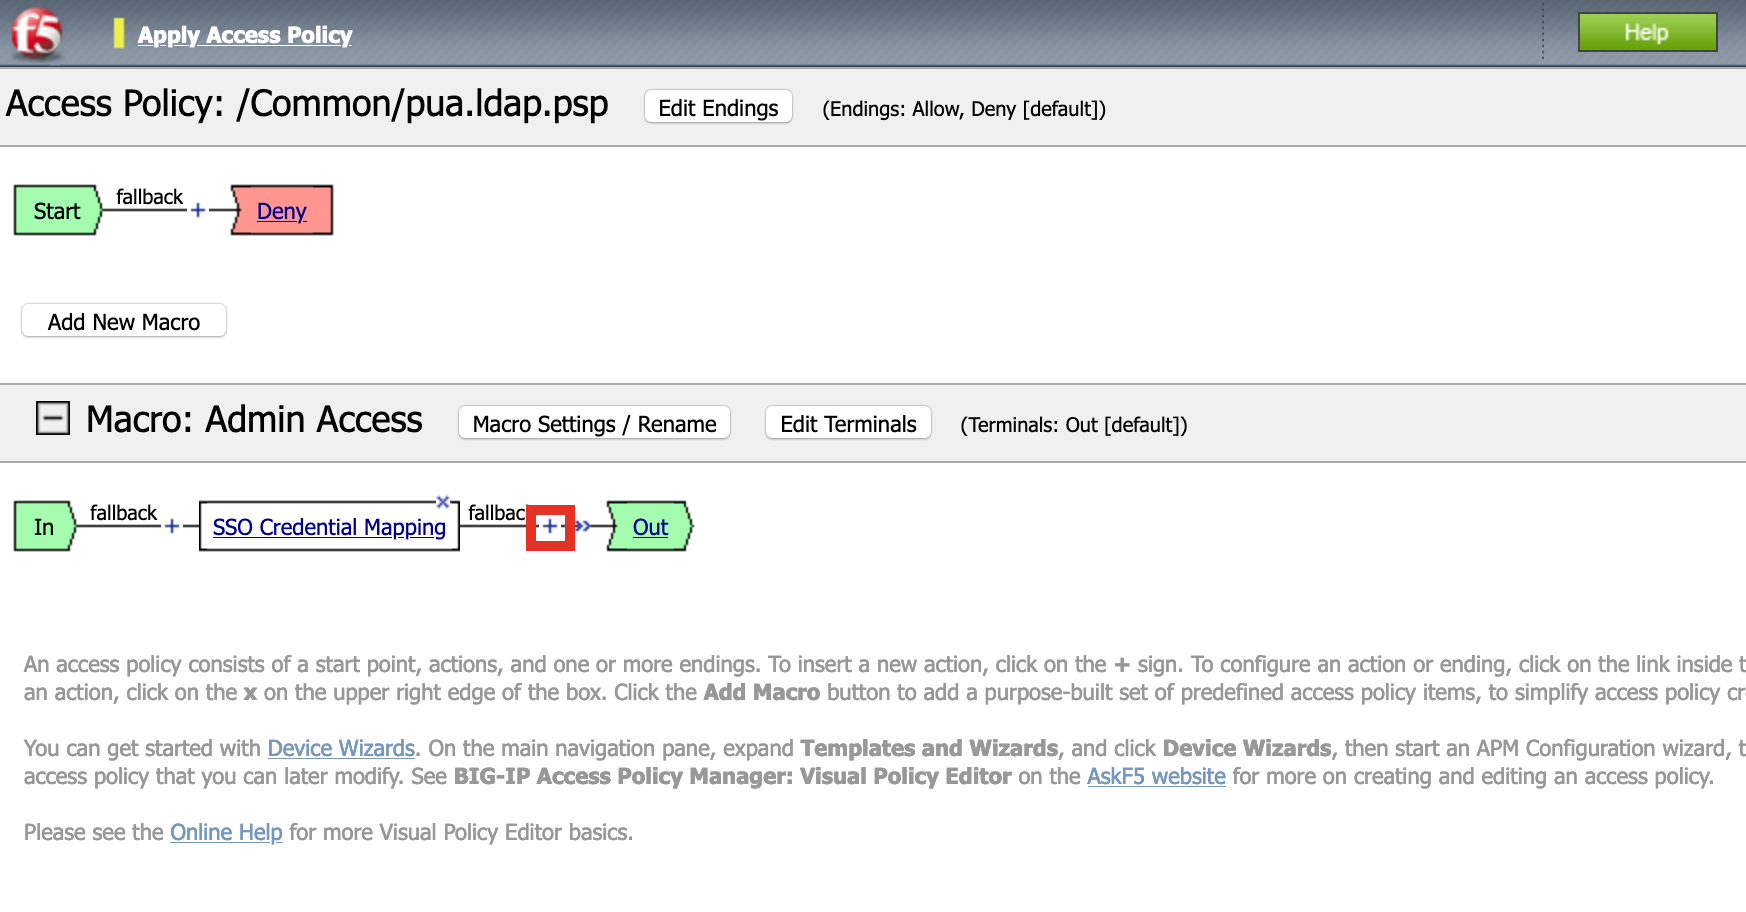 f5
Apply Access Policy
Help
Access Policy: /Common/pua.ldap.psp
Edit Endings
(Endings: Allow, Deny [default])
Start
fallback
+
Deny
Add New Macro
Macro: Admin Access
Macro Settings / Rename
Edit Terminals
(Terminals: Out [default])
In
fallback
+
SSO Credential Mapping
x
+
Out
An access policy consists of a start point, actions, and one or more endings. To insert a new action, click on the + sign. To configure an action or ending, click on the link inside
an action, click on the x on the upper right edge of the box. Click the Add Macro button to add a purpose-built set of predefined access policy items, to simplify access policy
You can get started with Device Wizards. On the main navigation pane, expand Templates and Wizards, and click Device Wizards, then start an APM Configuration wizard,
access policy that you can later modify. See BIG-IP Access Policy Manager: Visual Policy Editor on the AskF5 website for more on creating and editing an access policy.
Please see the Online Help for more Visual Policy Editor basics.